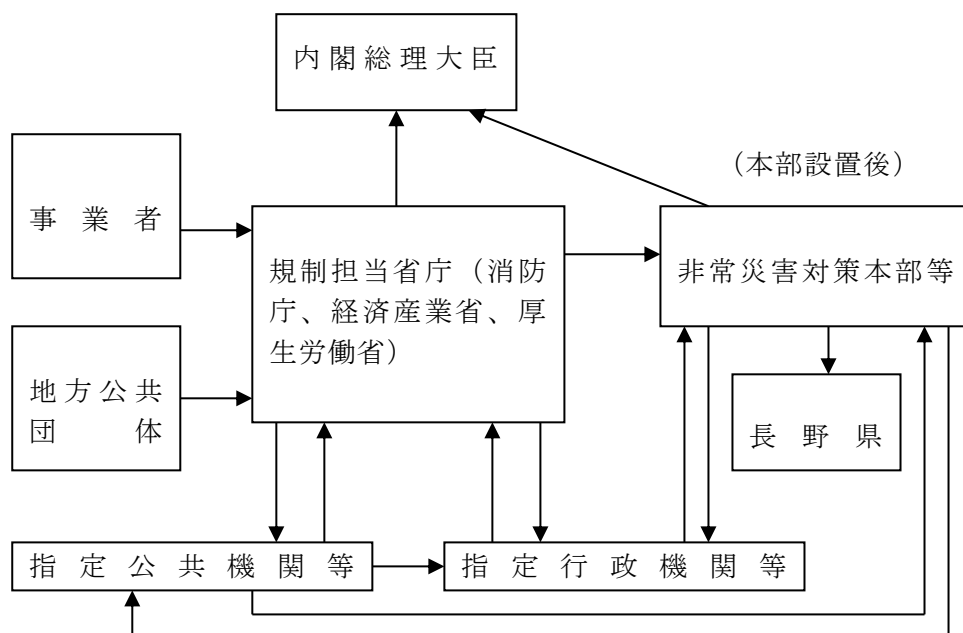 内閣総理大臣
（本部設置後）
事業者
規制担当省庁（消防
庁、経済産業省、厚
生労働省）
非常災害対策本部等
地方公共
団体
長野県
指定公共機関等
指定行政機関等